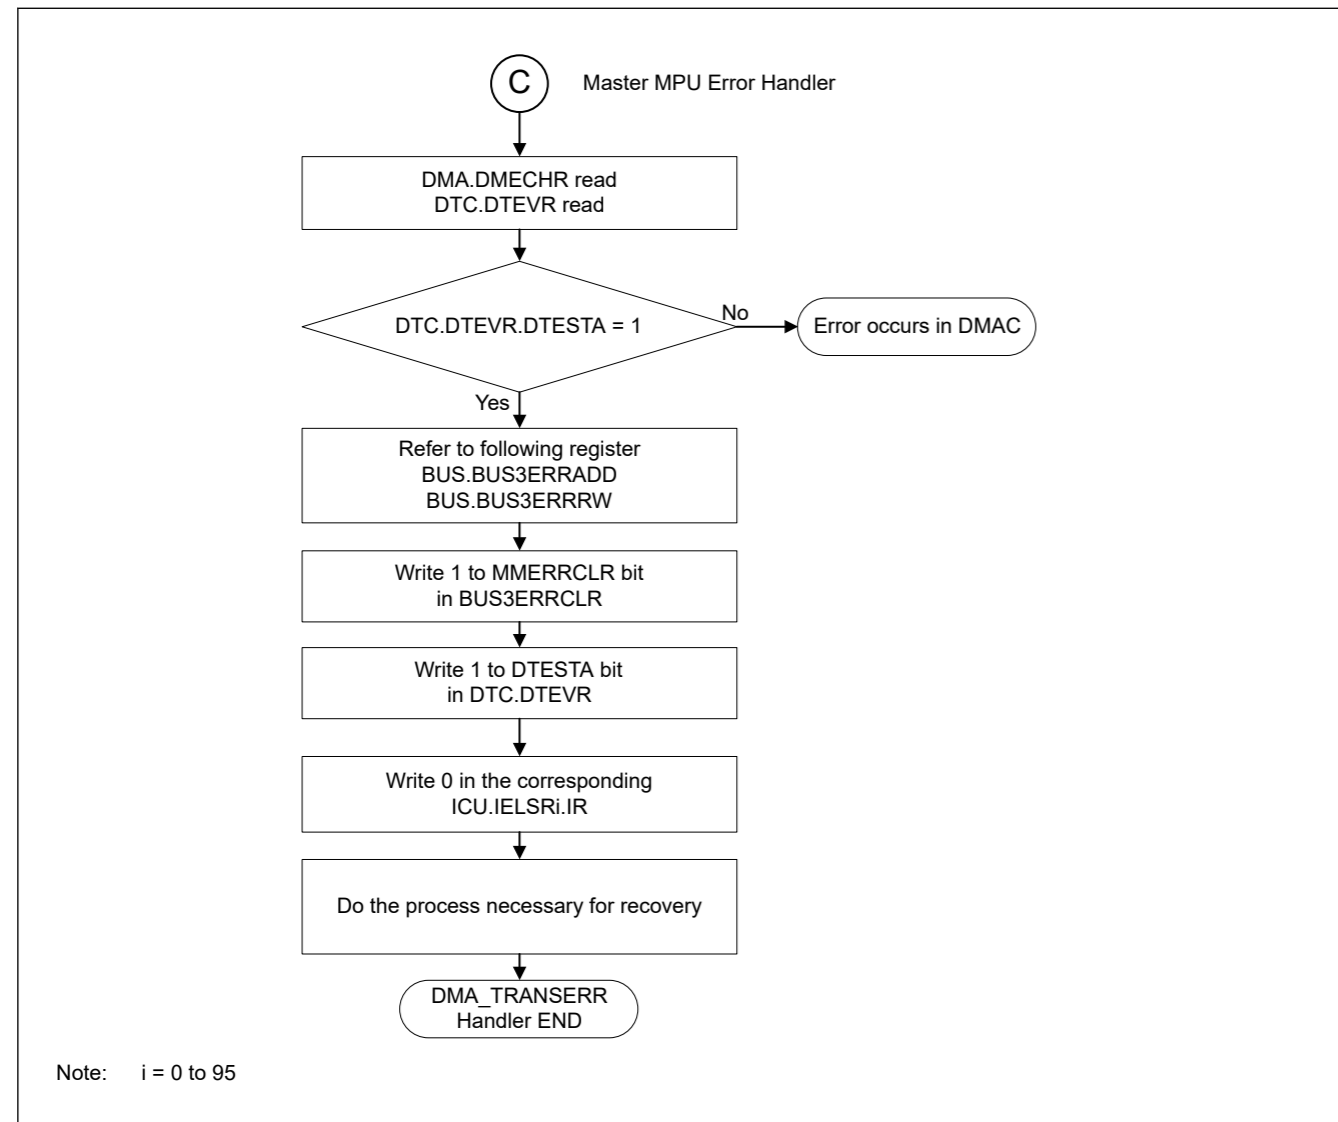 C
Master MPU Error Handler
DMA.DMECHR read
DTC.DTEVR read
DTC.DTEVR.DTESTA = 1
No
Error occurs in DMAC
Yes
Refer to following register
BUS.BUS3ERRADD
BUS.BUS3ERRRW
Write 1 to MMERRCLR bit
in BUS3ERRCLR
Write 1 to DTESTA bit
in DTC.DTEVR
Write 0 in the corresponding
ICU.IELSRi.IR
Do the process necessary for recovery
DMA_TRANSERR
Handler END
Note: i = 0 to 95